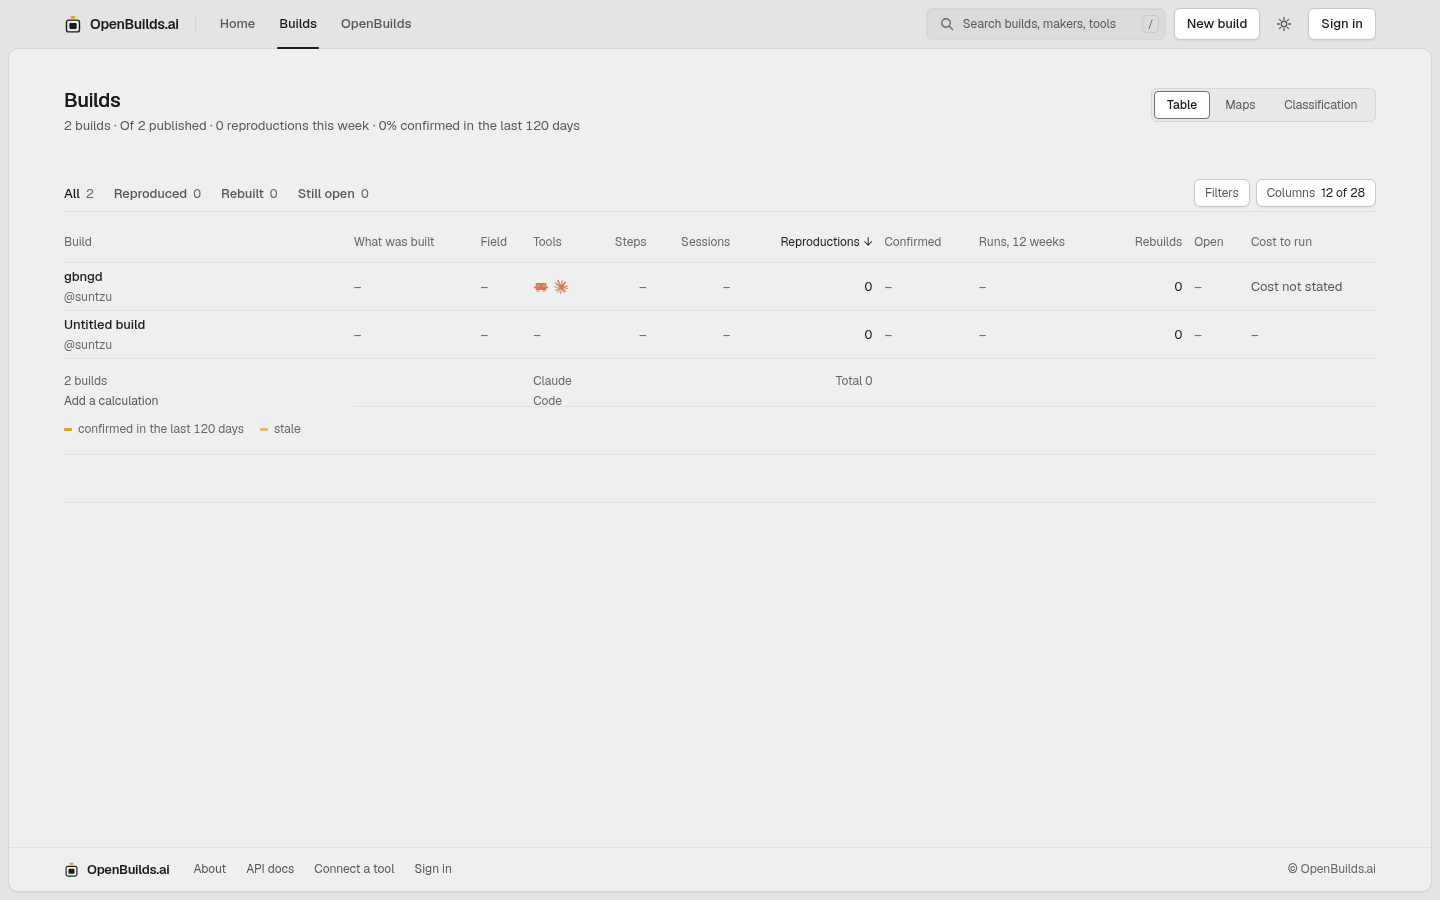 OpenBuilds.ai Home Builds OpenBuilds Search builds, makers, tools / New build Sign in
Builds
2 builds · Of 2 published · 0 reproductions this week · 0% confirmed in the last 120 days
Table Maps Classification
All 2 Reproduced 0 Rebuilt 0 Still open 0 Filters Columns 12 of 28
Build What was built Field Tools Steps Sessions Reproductions ↓ Confirmed Runs, 12 weeks Rebuilds Open Cost to run
gbngd
@suntzu – – – – 0 – – 0 – Cost not stated
Untitled build
@suntzu – – – – – 0 – – 0 – –
2 builds Claude Total 0
Add a calculation Code
confirmed in the last 120 days stale
OpenBuilds.ai About API docs Connect a tool Sign in © OpenBuilds.ai